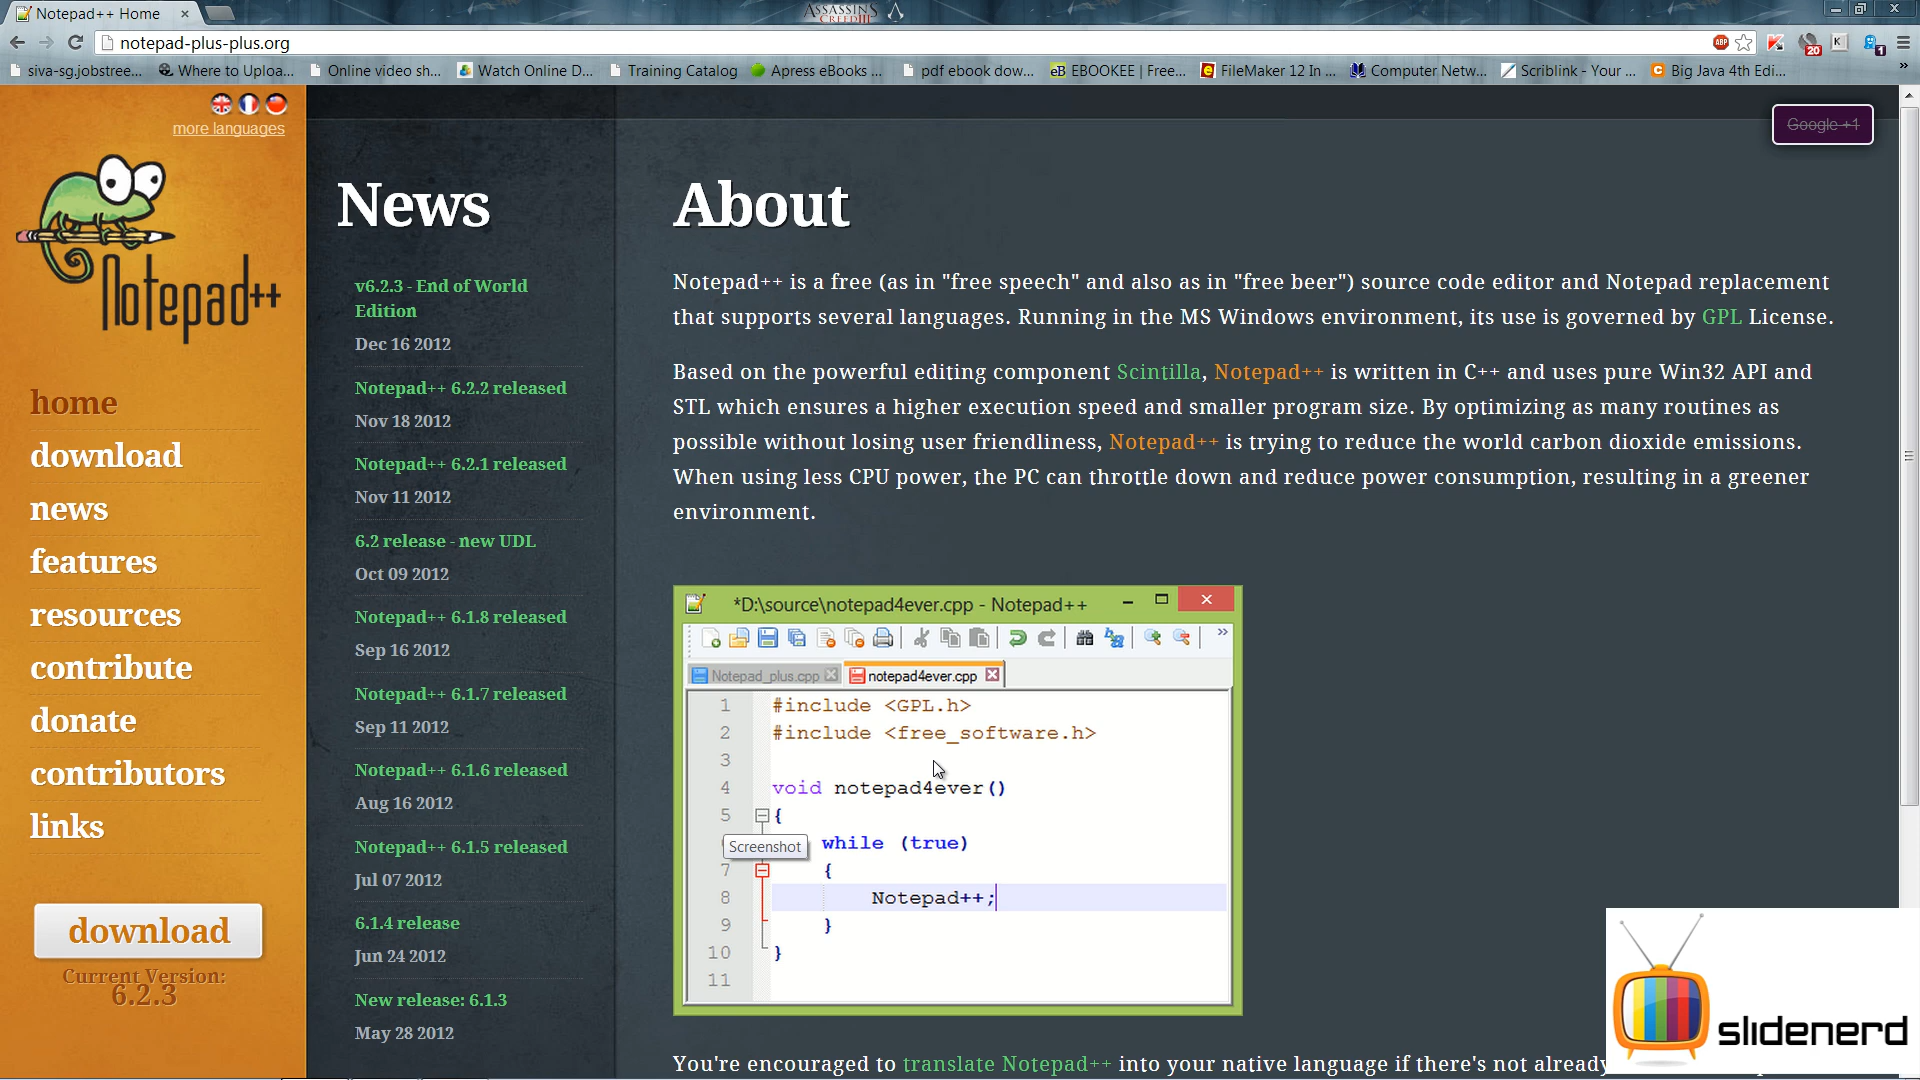 Notepad++ Home
ASSASSIN'S
CREED III
notepad-plus-plus.org
ABP
20
K
1
siva-sg.jobstree...
Where to Uploa...
Online video sh...
Watch Online D...
Training Catalog
Apress eBooks ...
pdf ebook dow...
eB EBOOKEE | Free...
FileMaker 12 In ...
Computer Netw...
Scriblink - Your ...
Big Java 4th Edi...
more languages
Notepad++
home
download
news
features
resources
contribute
donate
contributors
links
download
Current Version:
6.2.3
News
v6.2.3 - End of World
Edition
Dec 16 2012
Notepad++ 6.2.2 released
Nov 18 2012
Notepad++ 6.2.1 released
Nov 11 2012
6.2 release - new UDL
Oct 09 2012
Notepad++ 6.1.8 released
Sep 16 2012
Notepad++ 6.1.7 released
Sep 11 2012
Notepad++ 6.1.6 released
Aug 16 2012
Notepad++ 6.1.5 released
Jul 07 2012
6.1.4 release
Jun 24 2012
New release: 6.1.3
May 28 2012
Google +1
About
Notepad++ is a free (as in "free speech" and also as in "free beer") source code editor and Notepad replacement
that supports several languages. Running in the MS Windows environment, its use is governed by GPL License.
Based on the powerful editing component Scintilla, Notepad++ is written in C++ and uses pure Win32 API and
STL which ensures a higher execution speed and smaller program size. By optimizing as many routines as
possible without losing user friendliness, Notepad++ is trying to reduce the world carbon dioxide emissions.
When using less CPU power, the PC can throttle down and reduce power consumption, resulting in a greener
environment.
*D:\source\notepad4ever.cpp - Notepad++
Notepad_plus.cpp
notepad4ever.cpp
1 #include <GPL.h>
2 #include <free_software.h>
3
4 void notepad4ever()
5 {
while (true)
Screenshot
7 {
8 Notepad++;
9 }
10 }
11
You're encouraged to translate Notepad++ into your native language if there's not already
slidenerd